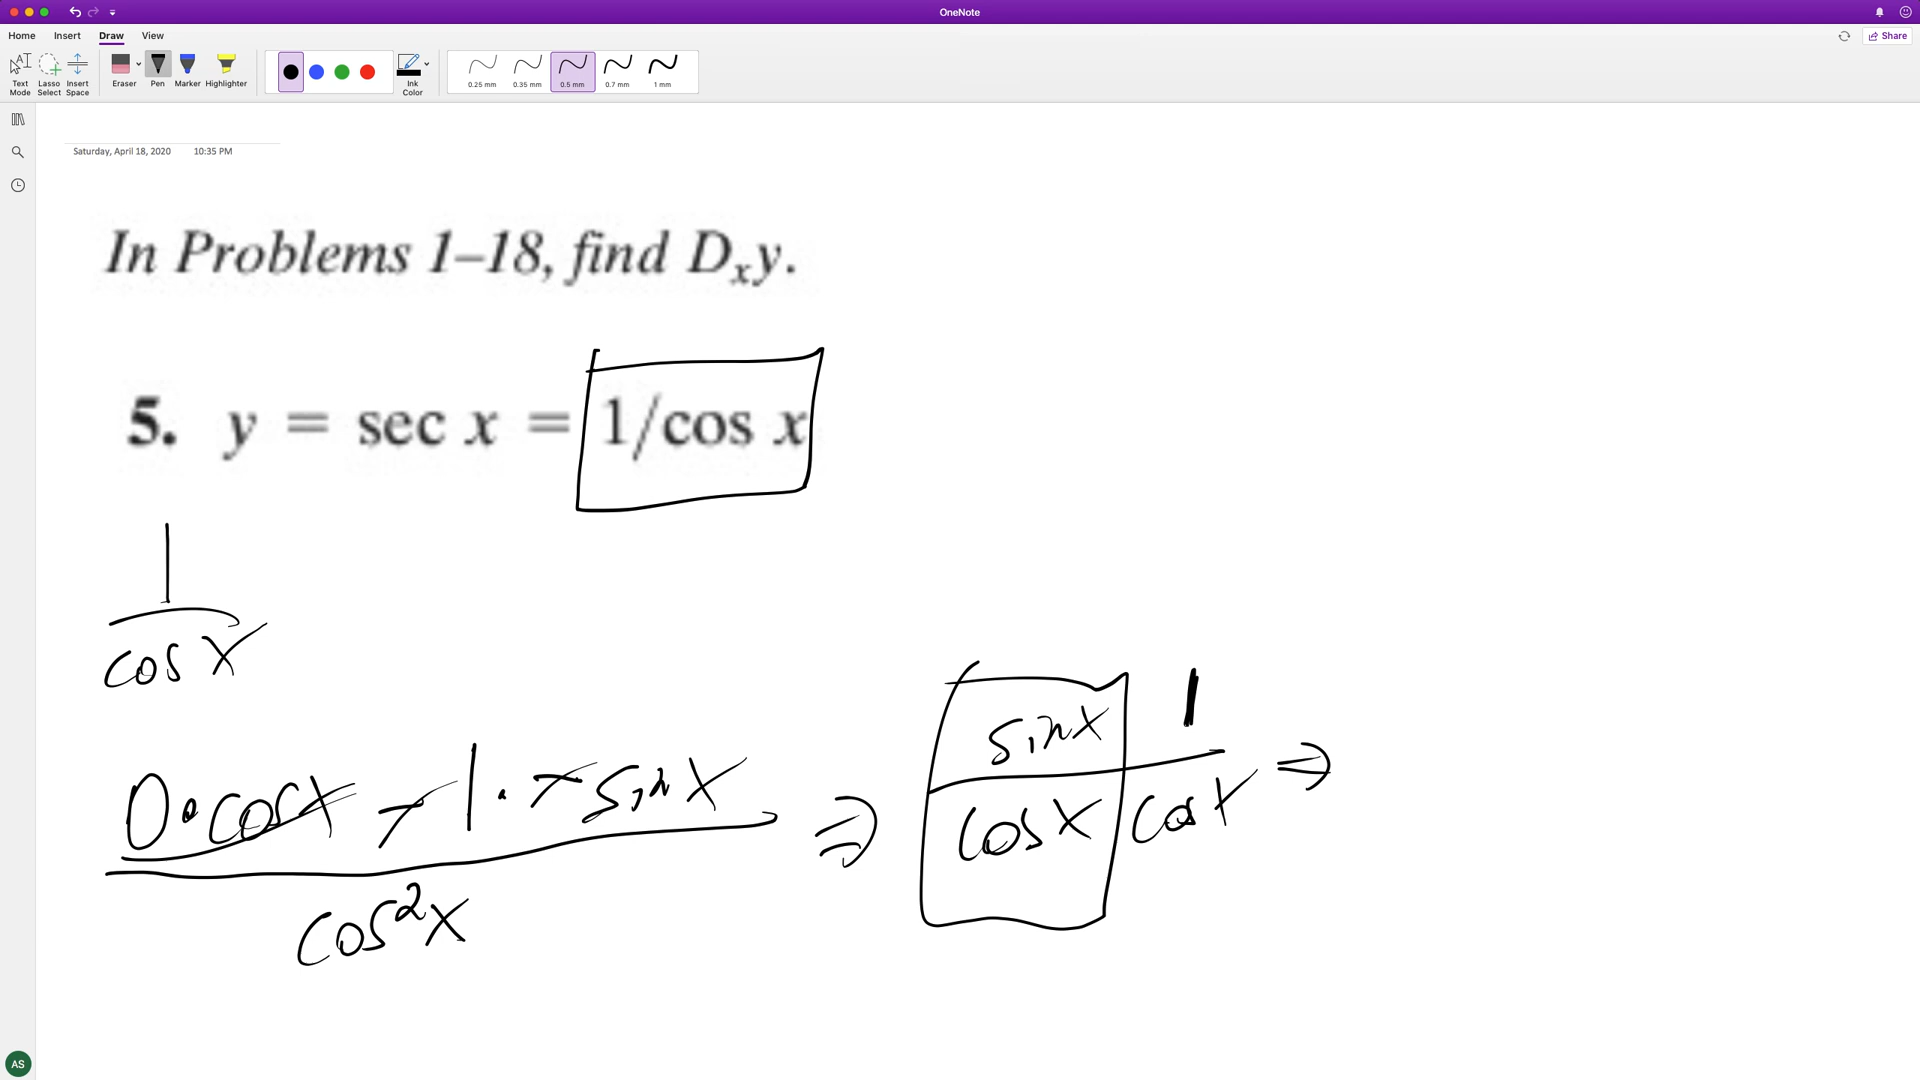 OneNote
Home Insert Draw View
Share
Text Mode Lasso Select Insert Space Eraser Pen Marker Highlighter Ink Color 0.25 mm 0.35 mm 0.5 mm 0.7 mm 1 mm
Saturday, April 18, 2020 10:35 PM
In Problems 1–18, find Dₓy.
5. y = sec x = 1/cos x
1
cos x
0·cosx - 1·-sinx ⇒ sinx 1 ⇒
cos²x cosx cosx
AS